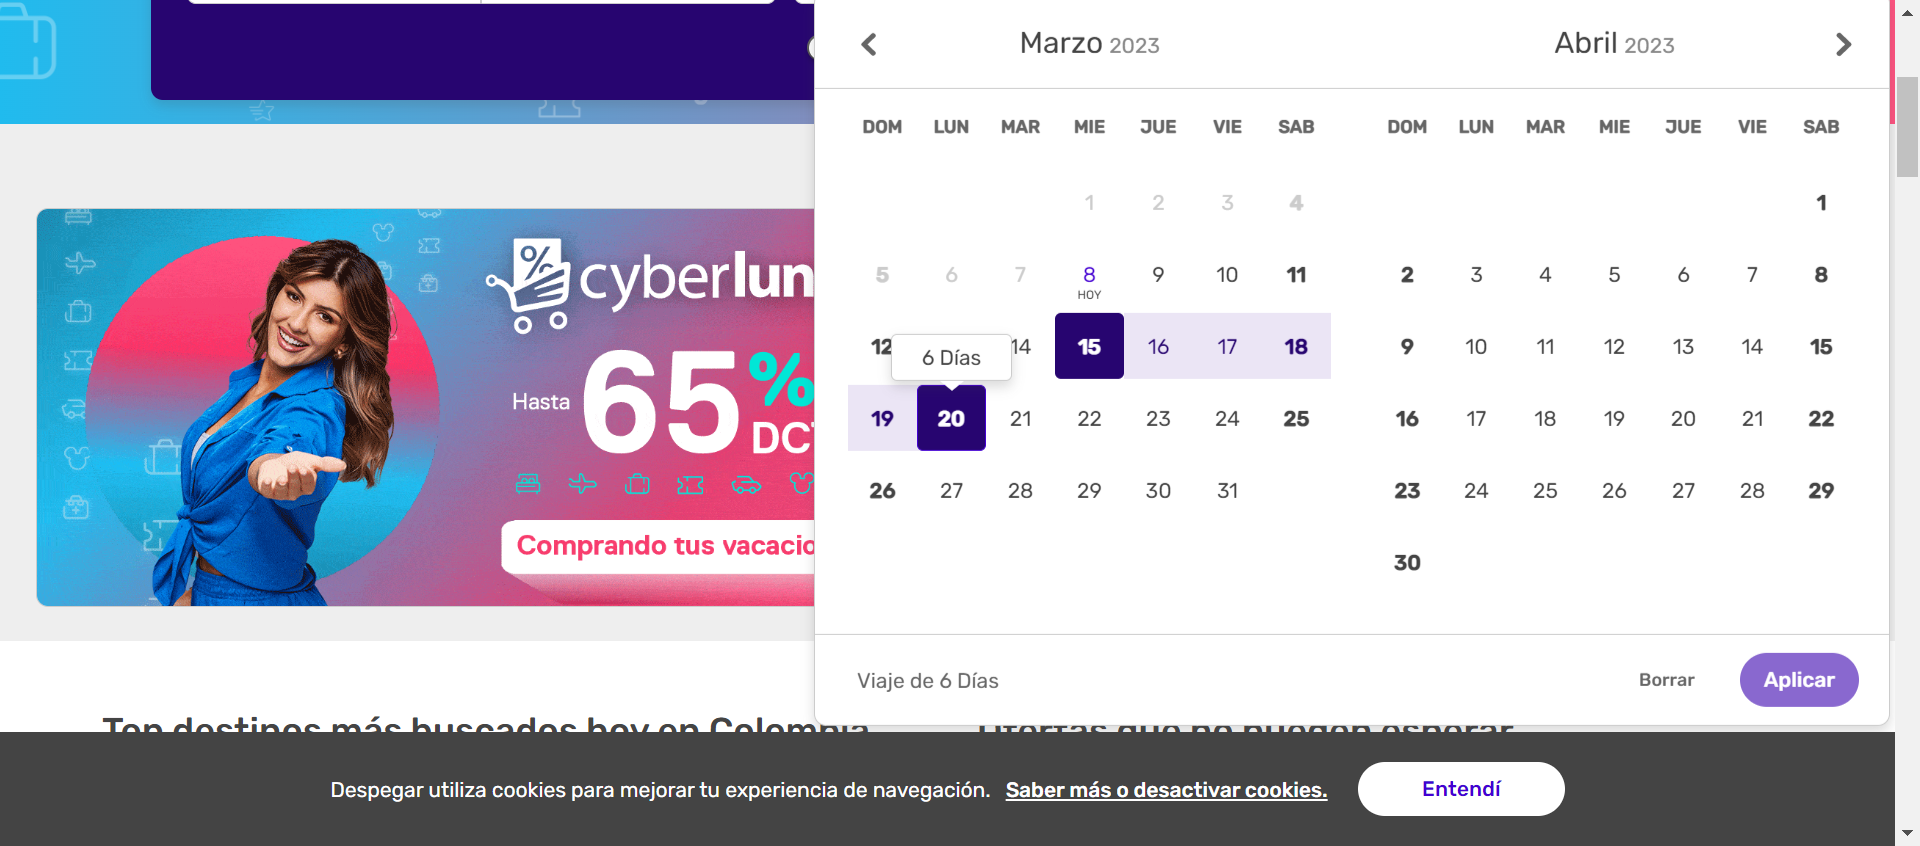 Marzo 2023
DOM LUN MAR MIE JUE VIE SAB
1 2 3 4
5 6 7 8 9 10 11
HOY
12 14 15 16 17 18
6 Días
19 20 21 22 23 24 25
26 27 28 29 30 31
Abril 2023
DOM LUN MAR MIE JUE VIE SAB
1
2 3 4 5 6 7 8
9 10 11 12 13 14 15
16 17 18 19 20 21 22
23 24 25 26 27 28 29
30
Viaje de 6 Días
Borrar
Aplicar
%
cyberlun
Hasta 65%
DCT
Comprando tus vacacio
Top destinos más buscados hoy en Colombia
Ofertas que no pueden esperar
Despegar utiliza cookies para mejorar tu experiencia de navegación. Saber más o desactivar cookies.
Entendí